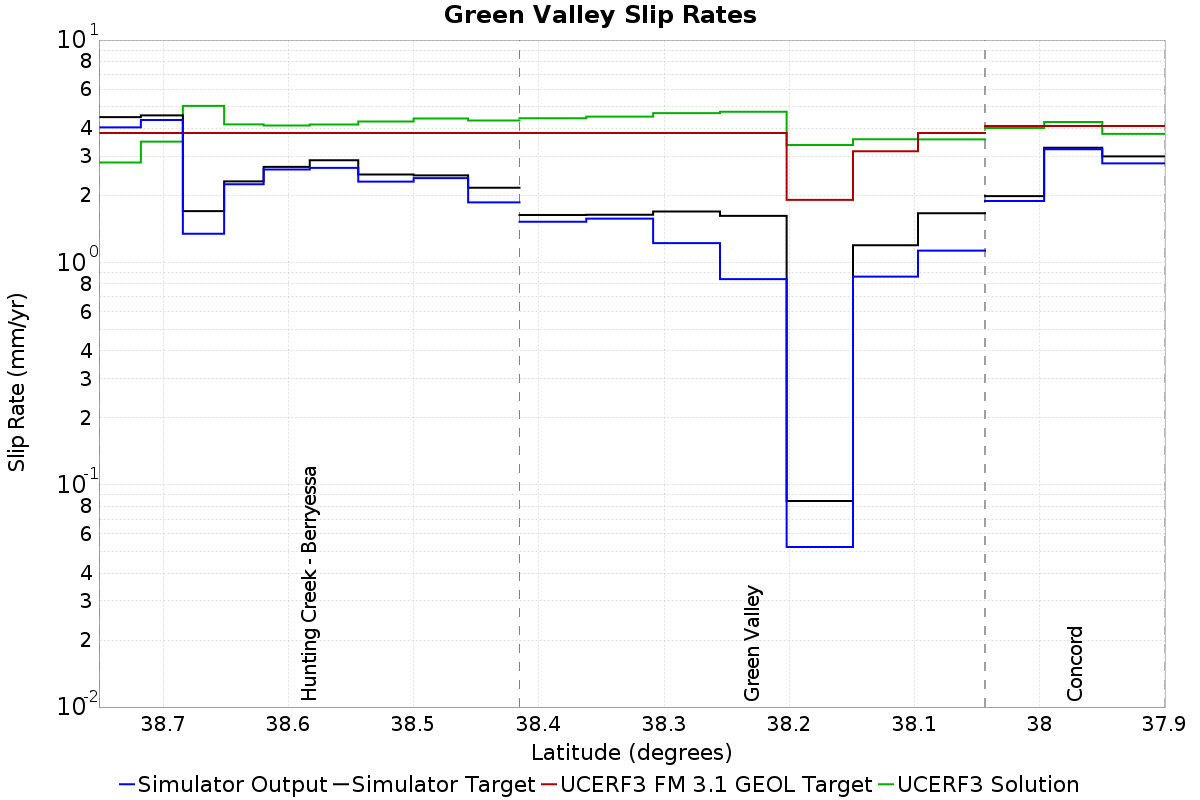 Green Valley Slip Rates
Slip Rate (mm/yr)
10^1
8
6
4
3
2
10^0
8
6
4
3
2
10^-1
8
6
4
3
2
10^-2
Hunting Creek - Berryessa
Green Valley
Concord
38.7 38.6 38.5 38.4 38.3 38.2 38.1 38 37.9
Latitude (degrees)
Simulator Output Simulator Target UCERF3 FM 3.1 GEOL Target UCERF3 Solution